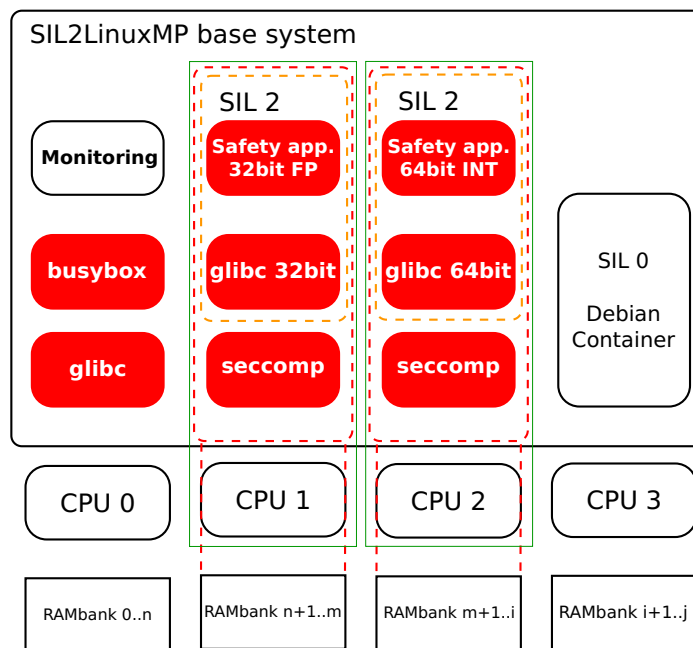 SIL2LinuxMP base system
SIL 2
SIL 2
Monitoring
Safety app.
32bit FP
Safety app.
64bit INT
busybox
glibc 32bit
glibc 64bit
SIL 0
Debian
Container
glibc
seccomp
seccomp
CPU 0
CPU 1
CPU 2
CPU 3
RAMbank 0..n
RAMbank n+1..m
RAMbank m+1..i
RAMbank i+1..j